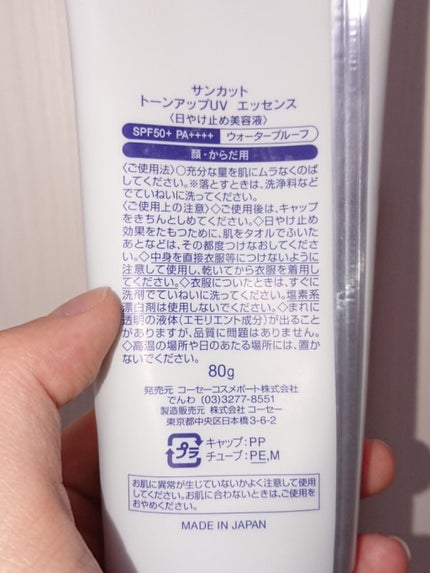 サンカット
トーンアップUV エッセンス
〈日やけ止め美容液〉
SPF50+ PA++++ ウォータープルーフ
顔・からだ用
〈ご使用法〉○充分な量を肌にムラなくのば
してください。※落とすときは、洗浄料など
でていねいに洗ってください。
〈ご使用上の注意〉◇ご使用後は、キャップ
をきちんとしめてください。◇日やけ止め
効果をたもつために、肌をタオルでふいた
あとなどは、その都度つけなおしてくださ
い。◇中身を直接衣服等につけないように
注意して使用し、乾いてから衣服を着用し
てください。◇衣服についたときは、すぐに
洗剤でていねいに洗ってください。塩素系
漂白剤は使用しないでください。◇まれに
透明の液体(エモリエント成分)が出ること
がありますが、品質に問題はありません。
◇高温の場所や日のあたる場所には、置か
ないでください。
80g
発売元 コーセーコスメポート株式会社
でんわ (03)3277-8551
製造販売元 株式会社 コーセー
東京都中央区日本橋3-6-2
プラ
キャップ:PP
チューブ:PE,M
お肌に異常が生じていないかよく注意して使用
してください。お肌に合わないときは、ご使用を
おやめください。
MADE IN JAPAN